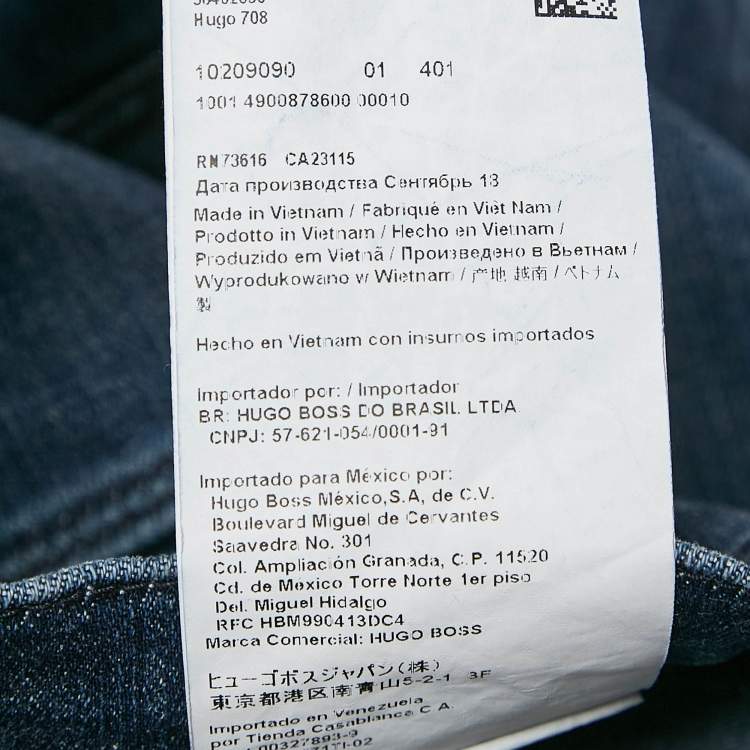 Hugo 708
10209090 01 401
1001 4900878600 00010
RN73616 CA23115
Дата производства Сентябрь 18
Made in Vietnam / Fabriqué en Viêt Nam /
Prodotto in Vietnam / Hecho en Vietnam /
Produzido em Vietnã / Произведено в Вьетнам /
Wyprodukowano w Wietnam / 産地 越南 / ベトナム
製
Hecho en Vietnam con insumos importados
Importador por: / Importador
BR: HUGO BOSS DO BRASIL LTDA
CNPJ: 57-621-054/0001-91
Importado para México por:
Hugo Boss México,S.A, de C.V.
Boulevard Miguel de Cervantes
Saavedra No. 301
Col. Ampliación Granada, C.P. 11520
Cd. de Mexico Torre Norte 1er piso
Del. Miguel Hidalgo
RFC HBM990413DC4
Marca Comercial: HUGO BOSS
ヒューゴボスジャパン(株)
東京都港区南青山5-2-1 3F
Importado en Venezuela
por Tienda Casablanca C.A.
00327893-9